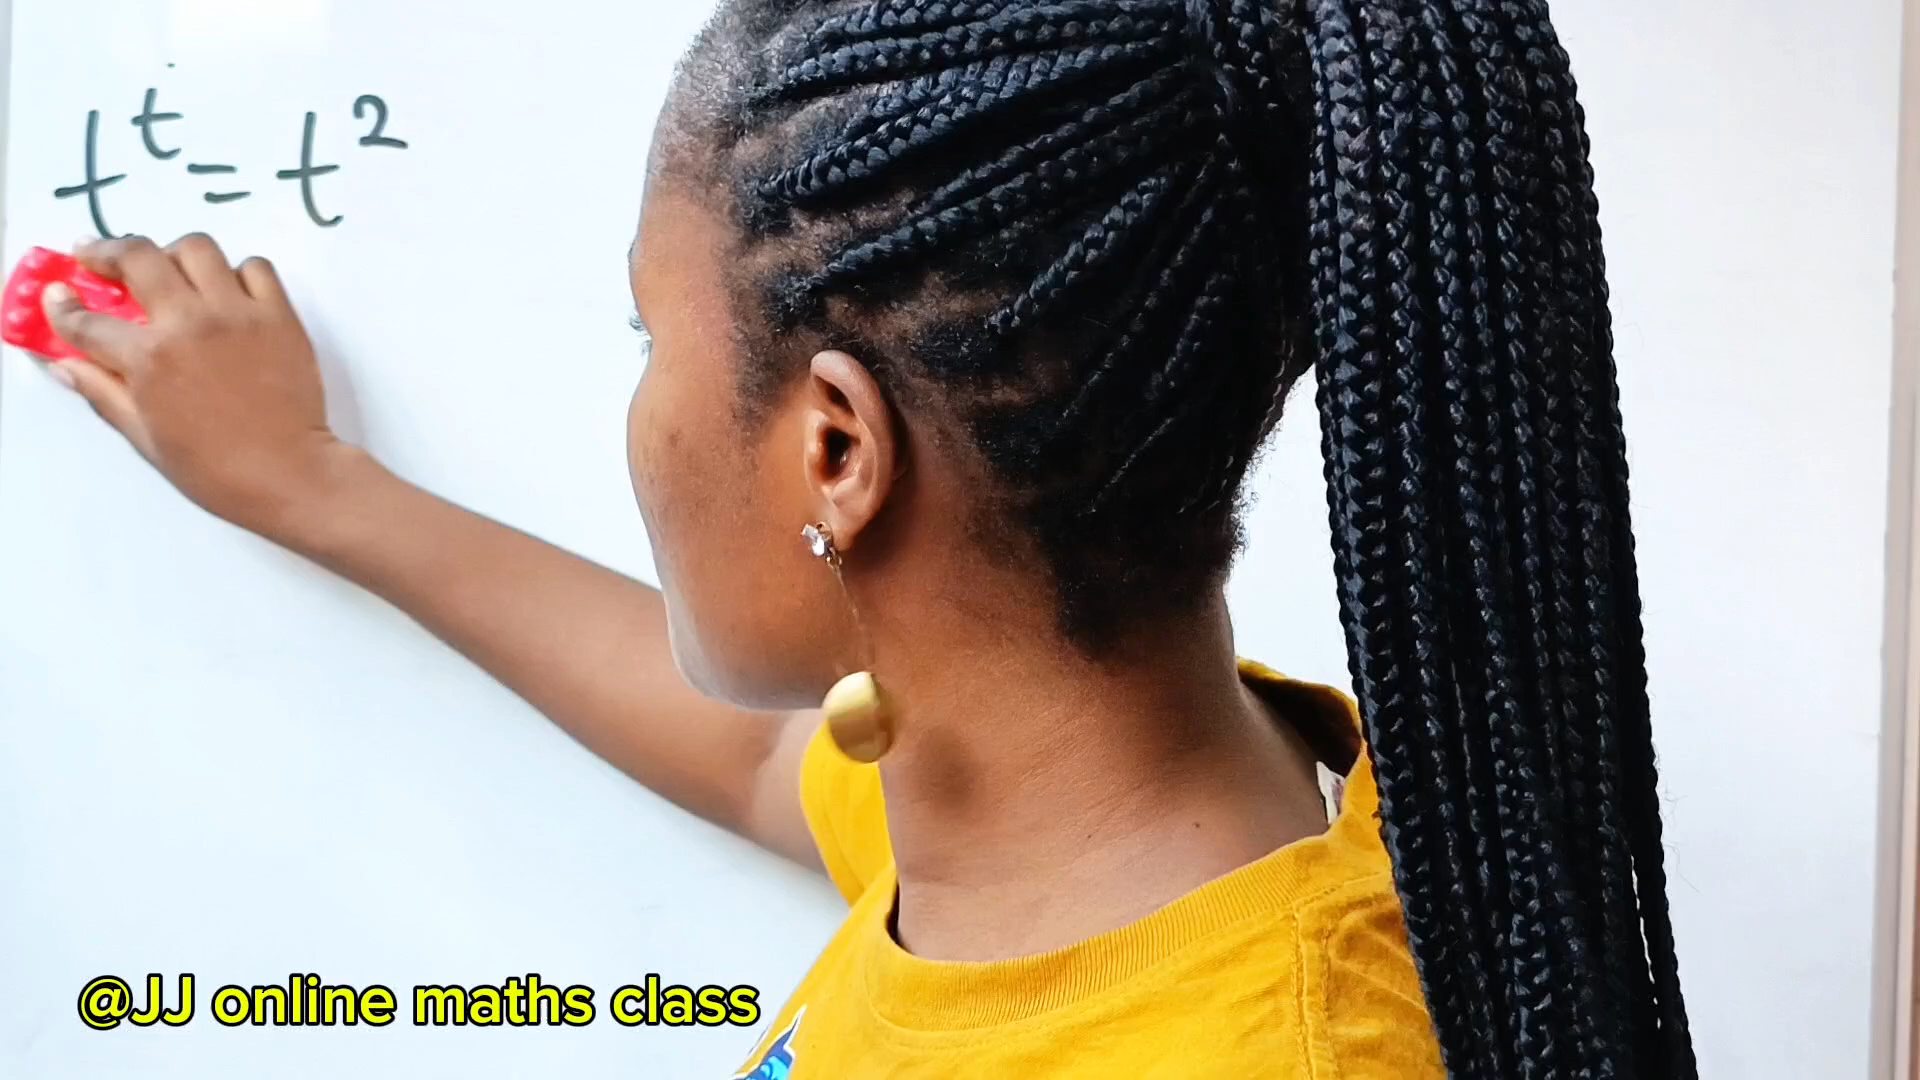 t^t = t^2
@JJ online maths class